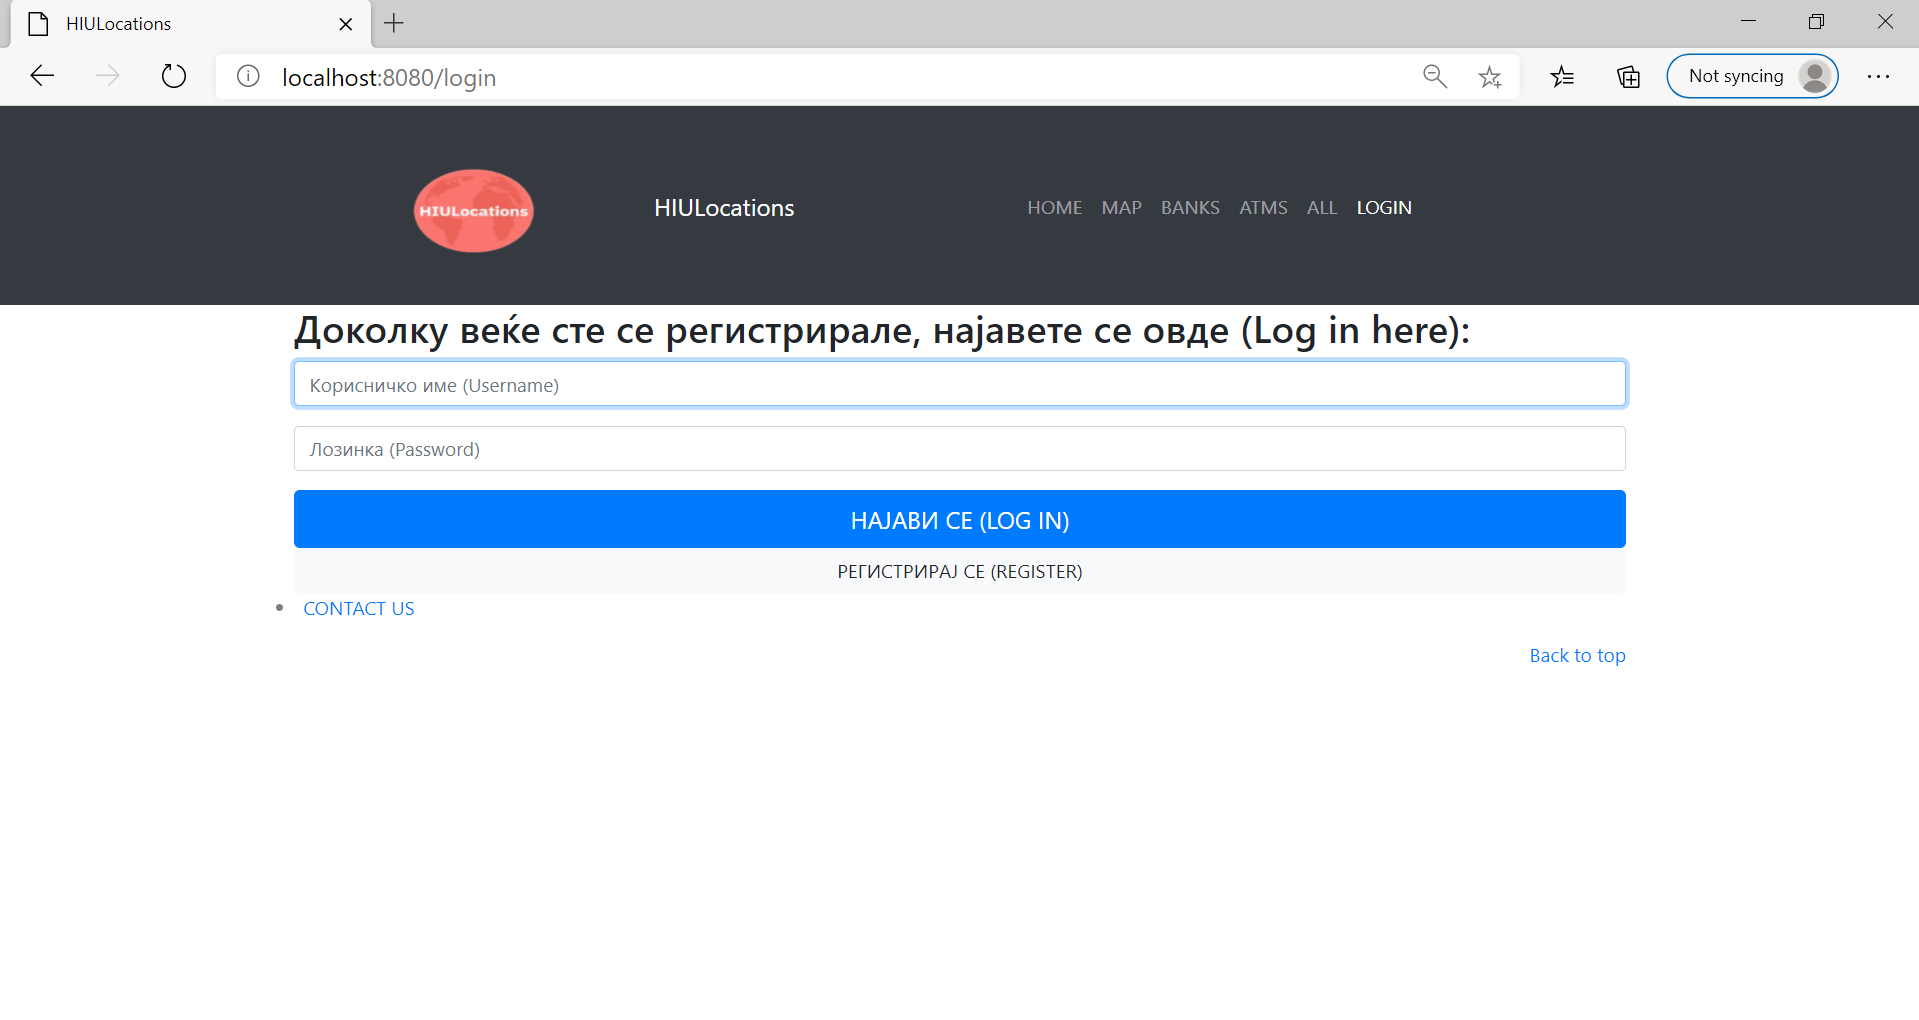 HIULocations
localhost:8080/login
Not syncing
HIULocations
HIULocations
HOME MAP BANKS ATMS ALL LOGIN
Доколку веќе сте се регистрирале, најавете се овде (Log in here):
Корисничко име (Username)
Лозинка (Password)
НАЈАВИ СЕ (LOG IN)
РЕГИСТРИРАЈ СЕ (REGISTER)
CONTACT US
Back to top